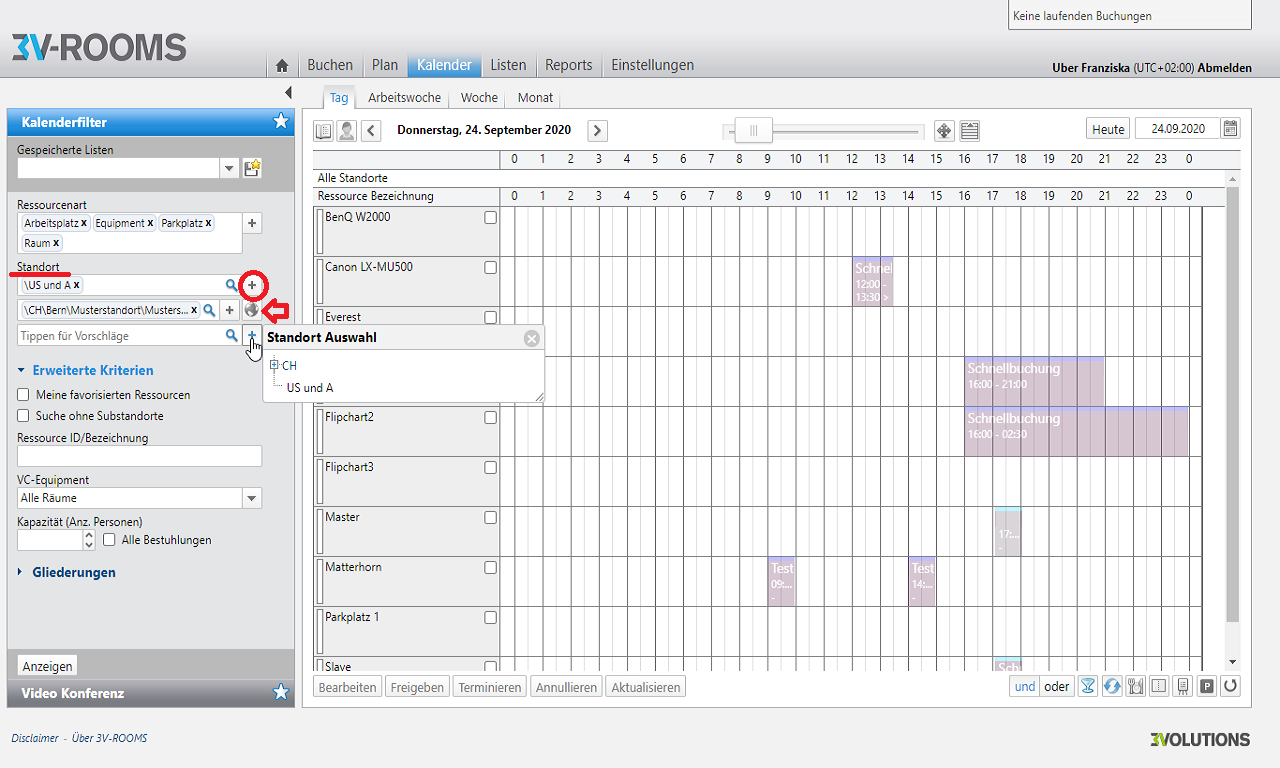 Keine laufenden Buchungen
3V-ROOMS
Buchen Plan Kalender Listen Reports Einstellungen
Über Franziska (UTC+02:00) Abmelden
Kalenderfilter
Gespeicherte Listen
Ressourcenart
Arbeitsplatz x Equipment x Parkplatz x
Raum x
Standort
\US und A x
\CH\Bern\Musterstandort\Musters... x
Tippen für Vorschläge
Erweiterte Kriterien
Meine favorisierten Ressourcen
Suche ohne Substandorte
Ressource ID/Bezeichnung
VC-Equipment
Alle Räume
Kapazität (Anz. Personen)
Alle Bestuhlungen
Gliederungen
Anzeigen
Video Konferenz
Standort Auswahl
CH
US und A
Tag Arbeitswoche Woche Monat
Donnerstag, 24. September 2020
Heute 24.09.2020
0 1 2 3 4 5 6 7 8 9 10 11 12 13 14 15 16 17 18 19 20 21 22 23 0
Alle Standorte
Ressource Bezeichnung 0 1 2 3 4 5 6 7 8 9 10 11 12 13 14 15 16 17 18 19 20 21 22 23 0
BenQ W2000
Canon LX-MU500
Schnel
12:00 -
13:30 >
Everest
Schnellbuchung
16:00 - 21:00
Flipchart2
Schnellbuchung
16:00 - 02:30
Flipchart3
Master
17:...
-
Matterhorn
Test
09:...
-
Test
14:...
-
Parkplatz 1
Slave
Sch
Bearbeiten Freigeben Terminieren Annullieren Aktualisieren
und oder
P
Disclaimer - Über 3V-ROOMS
3VOLUTIONS